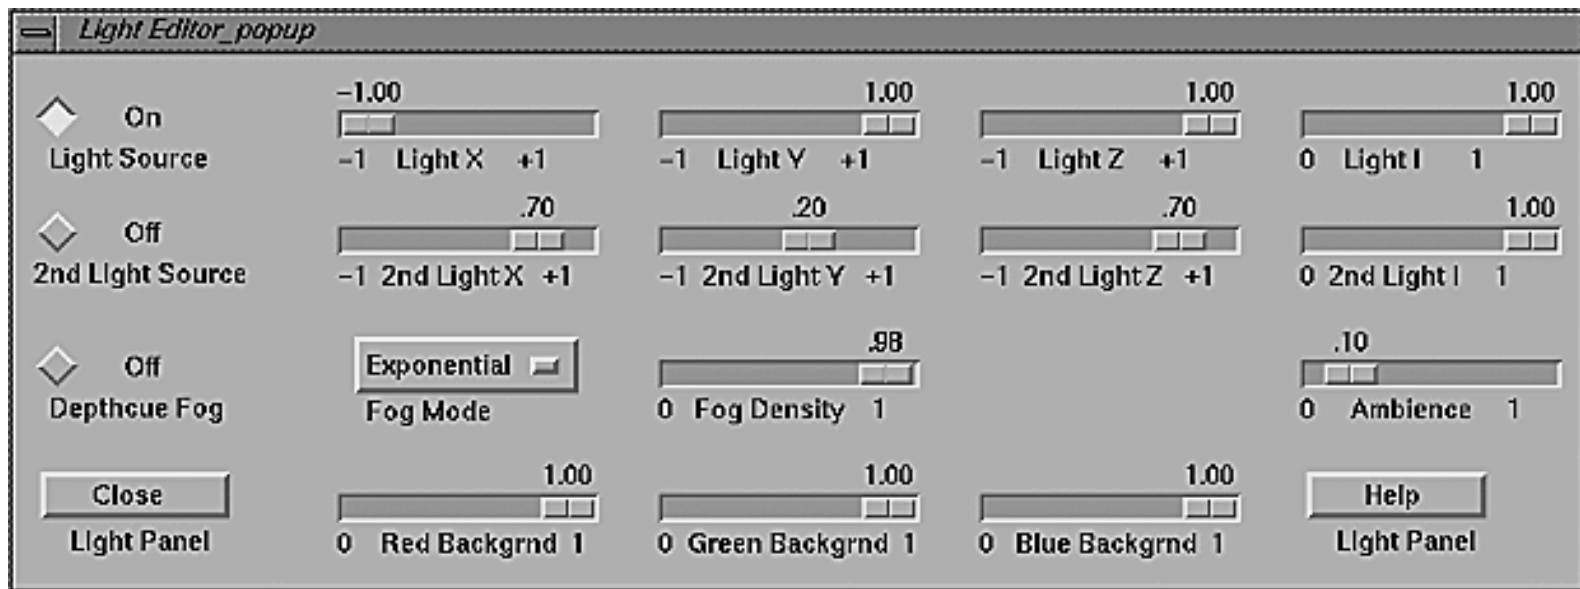 Light Editor_popup
-1.00 1.00 1.00 1.00
On
Light Source -1 Light X +1 -1 Light Y +1 -1 Light Z +1 0 Light I 1
.70 .20 .70 1.00
Off
2nd Light Source -1 2nd Light X +1 -1 2nd Light Y +1 -1 2nd Light Z +1 0 2nd Light I 1
.98 .10
Off Exponential
Depthcue Fog Fog Mode 0 Fog Density 1 0 Ambience 1
1.00 1.00 1.00
Close Help
Light Panel 0 Red Backgrnd 1 0 Green Backgrnd 1 0 Blue Backgrnd 1 Light Panel